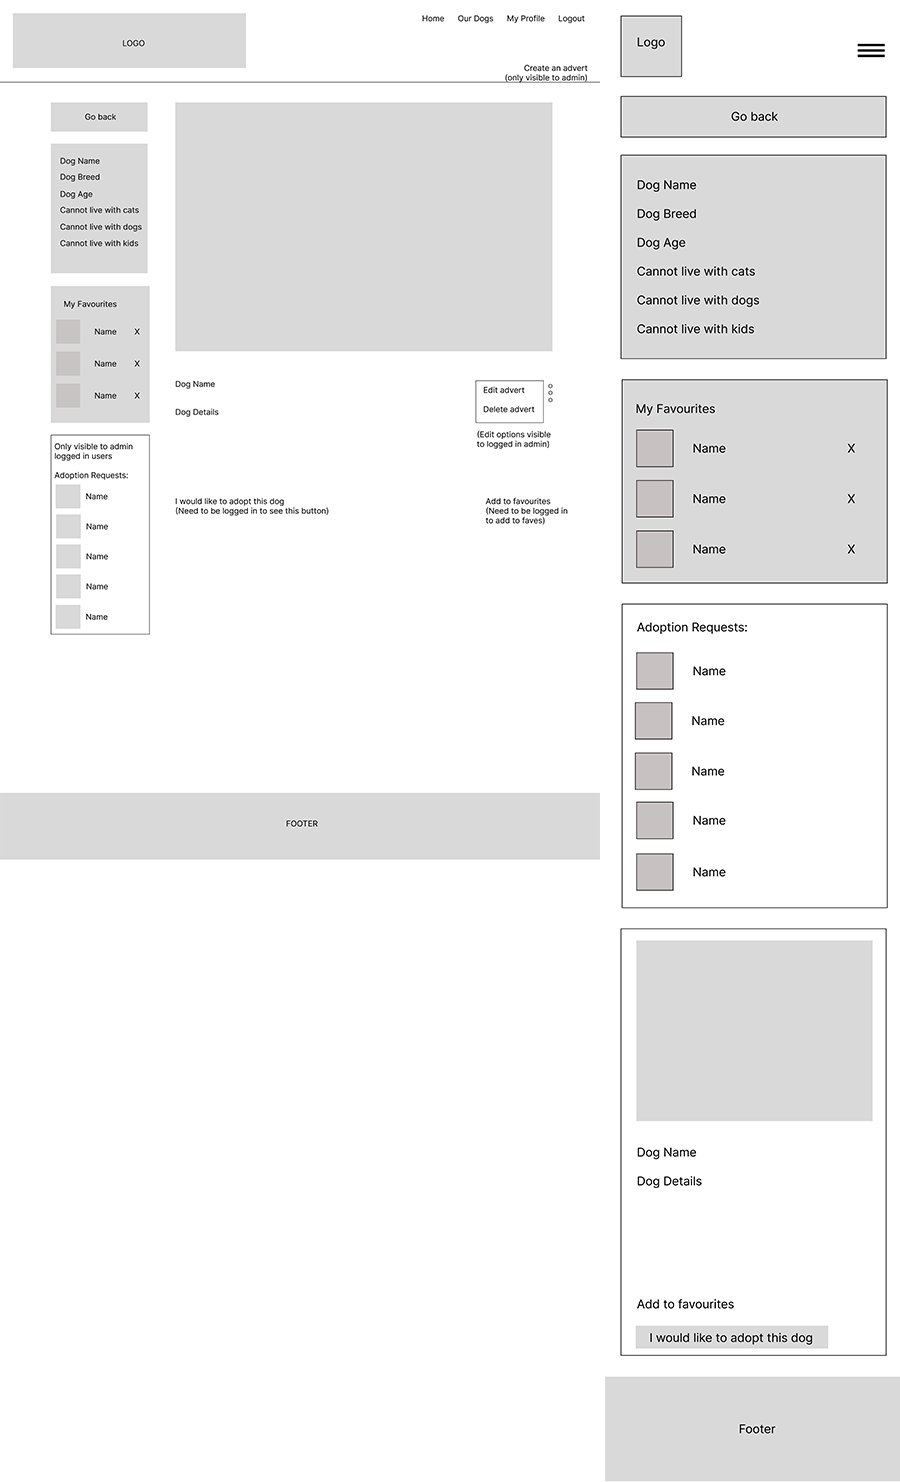 LOGO
Home Our Dogs My Profile Logout
Create an advert
(only visible to admin)
Go back
Dog Name
Dog Breed
Dog Age
Cannot live with cats
Cannot live with dogs
Cannot live with kids
My Favourites
Name X
Name X
Name X
Only visible to admin
logged in users
Adoption Requests:
Name
Name
Name
Name
Name
Dog Name
Dog Details
Edit advert
Delete advert
(Edit options visible
to logged in admin)
I would like to adopt this dog
(Need to be logged in to see this button)
Add to favourites
(Need to be logged in
to add to faves)
FOOTER
Logo
Go back
Dog Name
Dog Breed
Dog Age
Cannot live with cats
Cannot live with dogs
Cannot live with kids
My Favourites
Name X
Name X
Name X
Adoption Requests:
Name
Name
Name
Name
Name
Dog Name
Dog Details
Add to favourites
I would like to adopt this dog
Footer